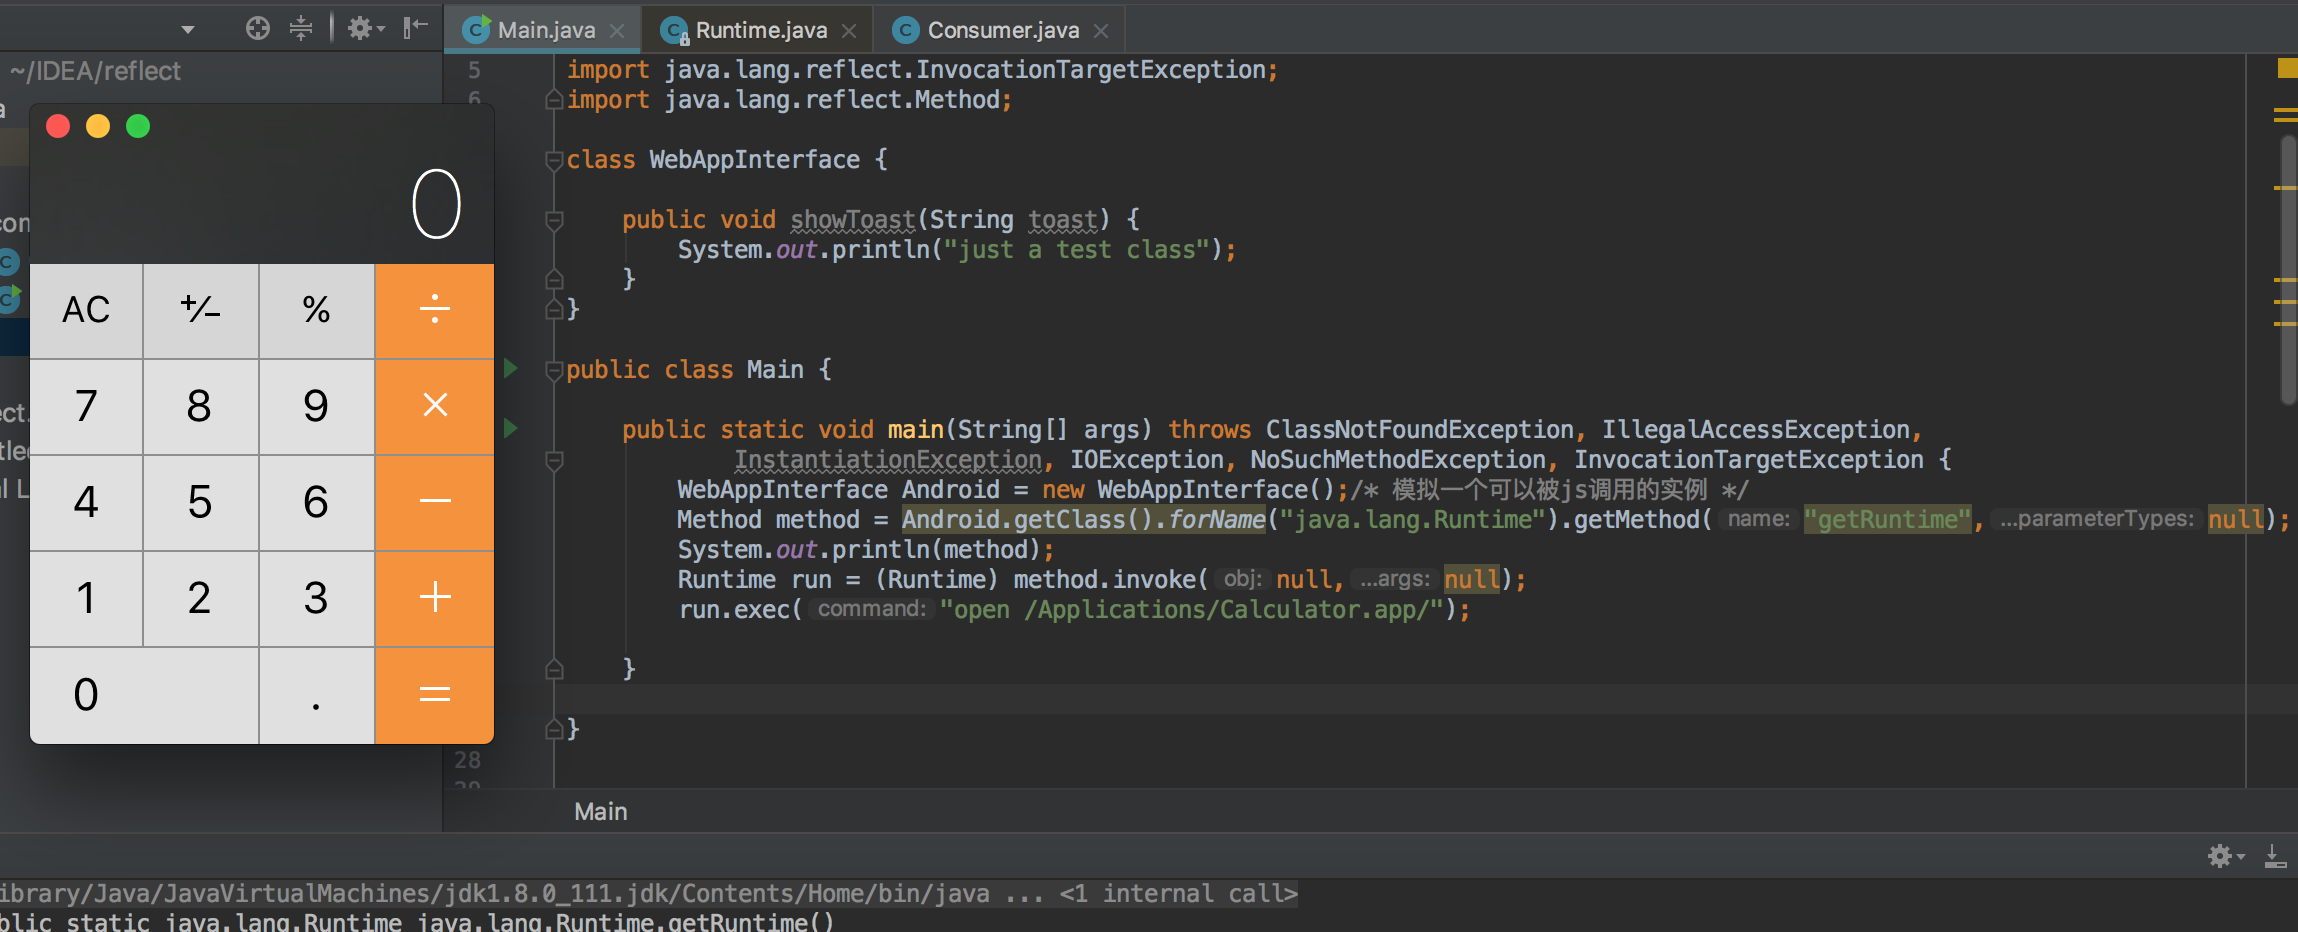 Main.java
Runtime.java
Consumer.java
~/IDEA/reflect
5
import java.lang.reflect.InvocationTargetException;
6
import java.lang.reflect.Method;
class WebAppInterface {
public void showToast(String toast) {
System.out.println("just a test class");
}
}
public class Main {
public static void main(String[] args) throws ClassNotFoundException, IllegalAccessException,
InstantiationException, IOException, NoSuchMethodException, InvocationTargetException {
WebAppInterface Android = new WebAppInterface();/* 模拟一个可以被js调用的实例 */
Method method = Android.getClass().forName("java.lang.Runtime").getMethod( name: "getRuntime", ...parameterTypes: null);
System.out.println(method);
Runtime run = (Runtime) method.invoke( obj: null, ...args: null);
run.exec( command: "open /Applications/Calculator.app/");
}
}
28
Main
0
AC +/− % ÷
7 8 9 ×
4 5 6 −
1 2 3 +
0 . =
ibrary/Java/JavaVirtualMachines/jdk1.8.0_111.jdk/Contents/Home/bin/java ... <1 internal call>
blic static java.lang.Runtime java.lang.Runtime.getRuntime()